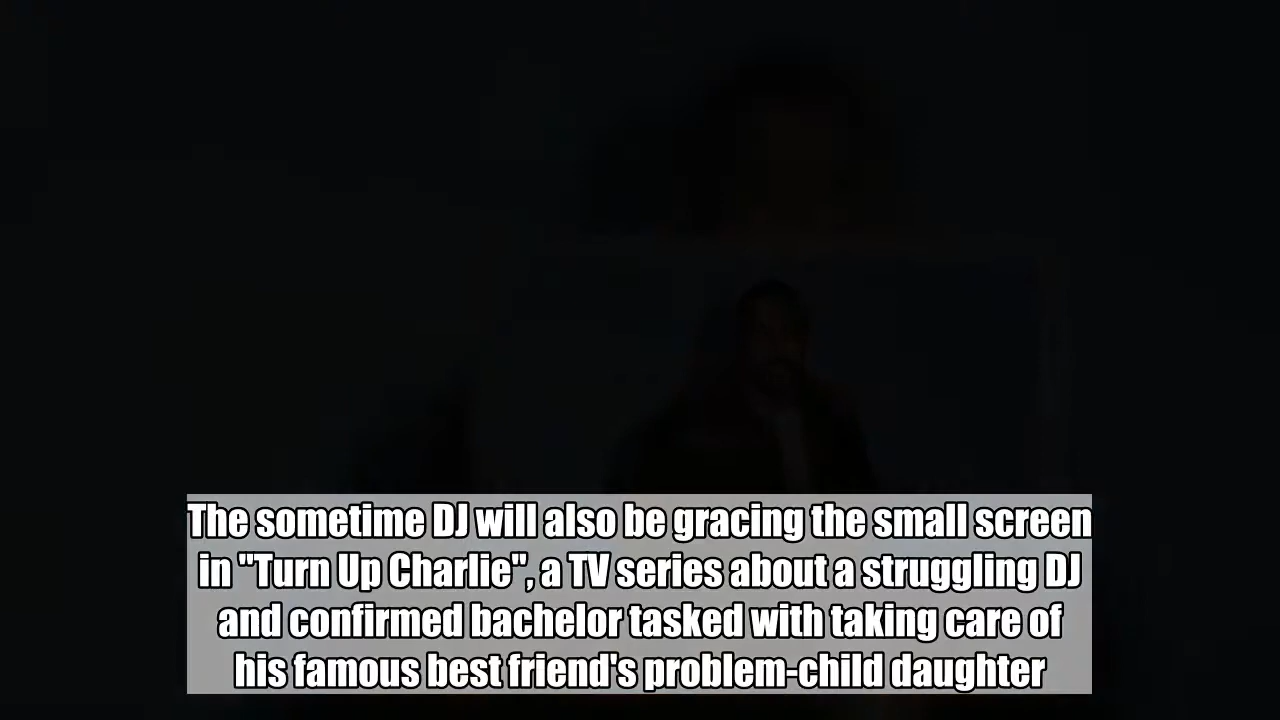 The sometime DJ will also be gracing the small screen
in "Turn Up Charlie", a TV series about a struggling DJ
and confirmed bachelor tasked with taking care of
his famous best friend's problem-child daughter